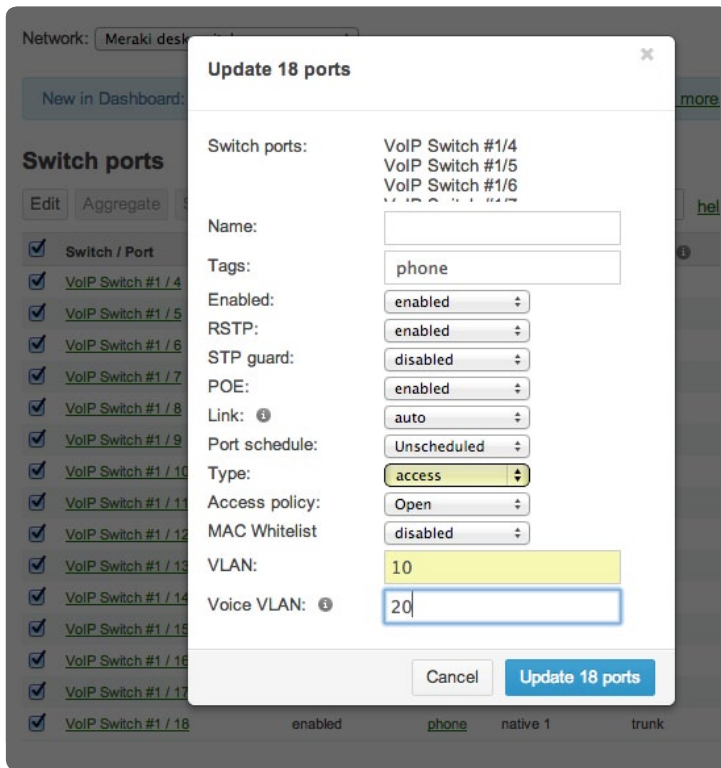 Network: Meraki desk
New in Dashboard: more
Switch ports
Edit Aggregate hel
Switch / Port
VoIP Switch #1 / 4
VoIP Switch #1 / 5
VoIP Switch #1 / 6
VoIP Switch #1 / 7
VoIP Switch #1 / 8
VoIP Switch #1 / 9
VoIP Switch #1 / 10
VoIP Switch #1 / 11
VoIP Switch #1 / 12
VoIP Switch #1 / 13
VoIP Switch #1 / 14
VoIP Switch #1 / 15
VoIP Switch #1 / 16
VoIP Switch #1 / 17
VoIP Switch #1 / 18 enabled phone native 1 trunk
Update 18 ports
Switch ports: VoIP Switch #1/4
VoIP Switch #1/5
VoIP Switch #1/6
VoIP Switch #1/7
Name:
Tags: phone
Enabled: enabled
RSTP: enabled
STP guard: disabled
POE: enabled
Link: auto
Port schedule: Unscheduled
Type: access
Access policy: Open
MAC Whitelist disabled
VLAN: 10
Voice VLAN: 20
Cancel Update 18 ports